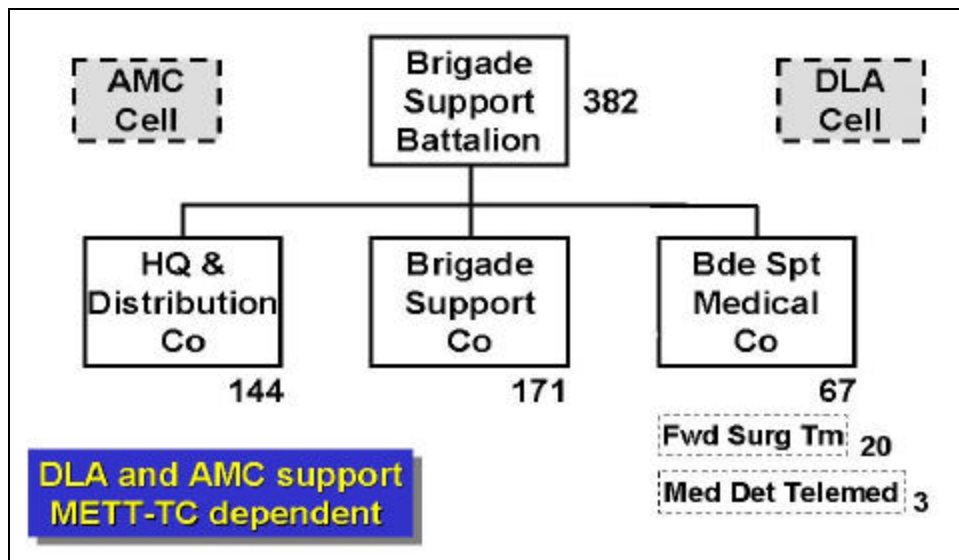 AMC
Cell
Brigade
Support
Battalion
382
DLA
Cell
HQ &
Distribution
Co
144
Brigade
Support
Co
171
Bde Spt
Medical
Co
67
Fwd Surg Tm
20
Med Det Telemed
3
DLA and AMC support
METT-TC dependent